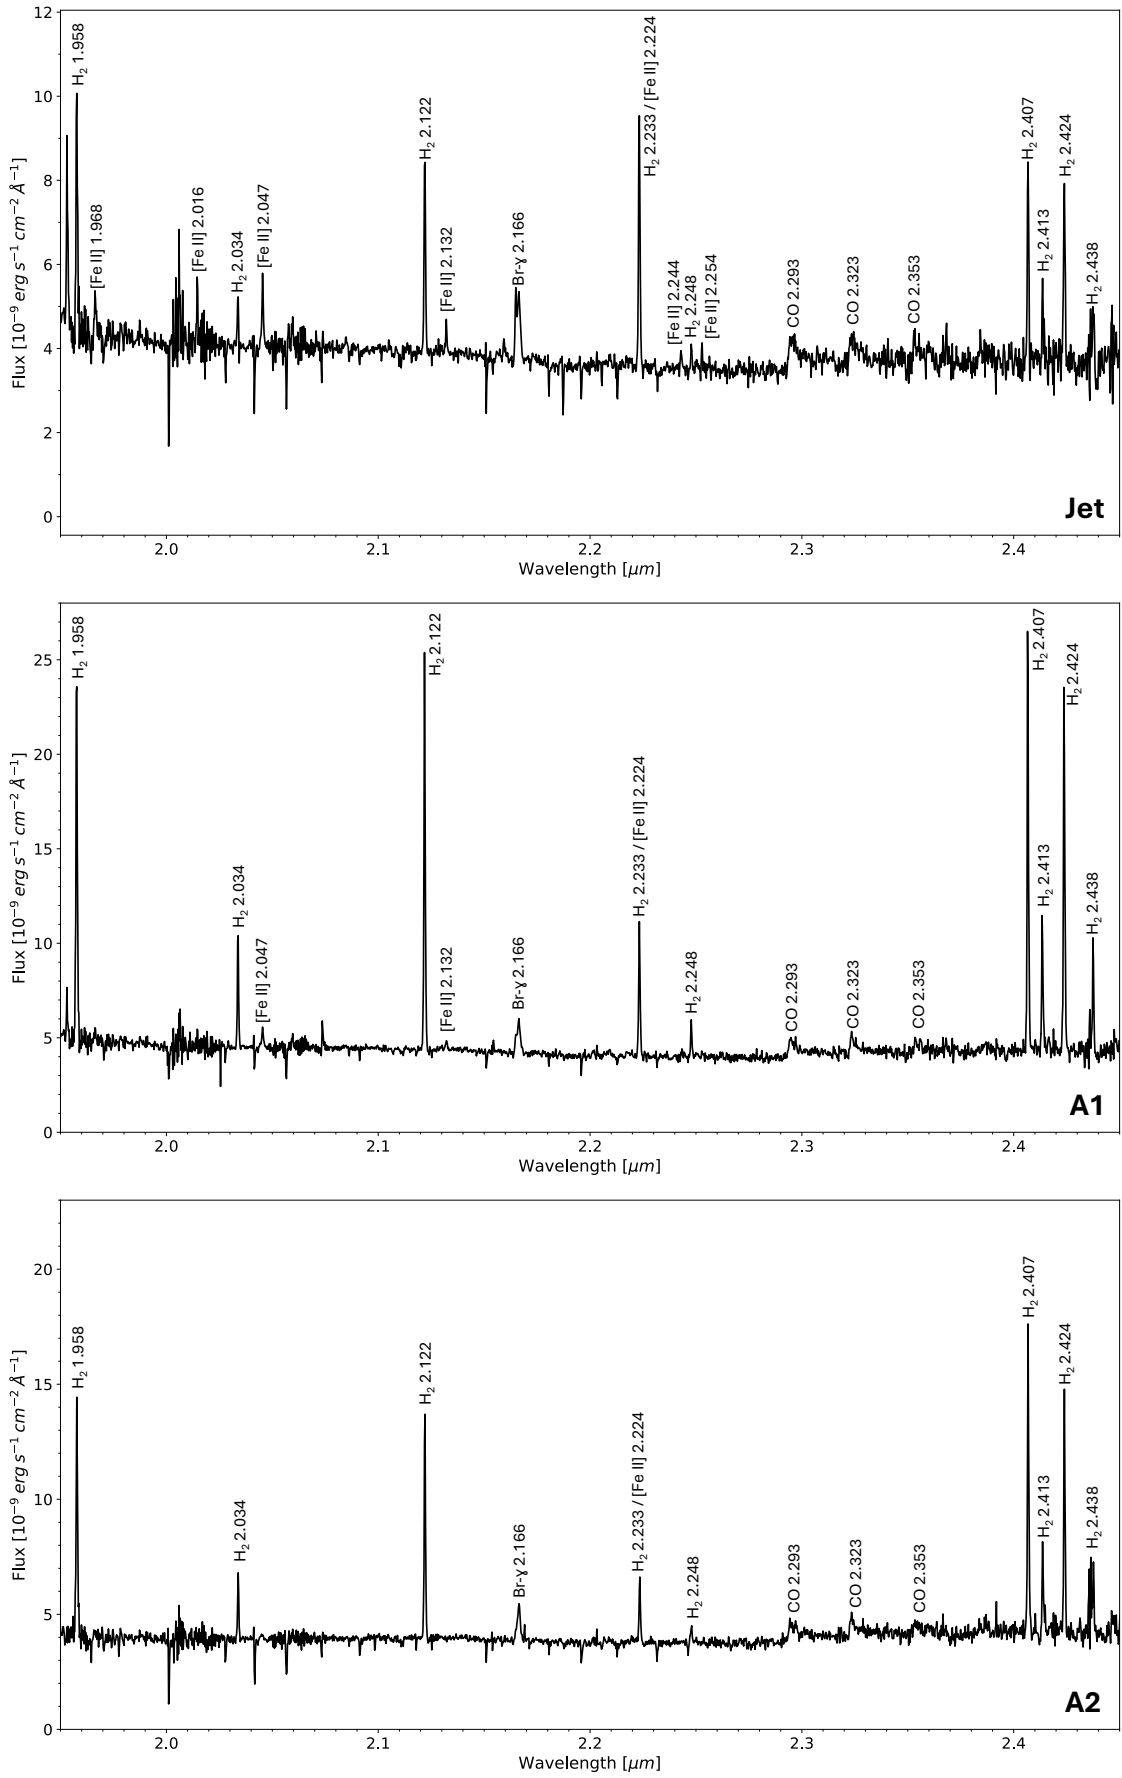 12
10
8
6
4
2
0
Flux [10⁻⁹ erg s⁻¹ cm⁻² Å⁻¹]
H₂ 1.958
[Fe II] 1.968
[Fe II] 2.016
H₂ 2.034
[Fe II] 2.047
H₂ 2.122
[Fe II] 2.132
Br-γ 2.166
H₂ 2.233 / [Fe II] 2.224
[Fe II] 2.244
H₂ 2.248
[Fe II] 2.254
CO 2.293
CO 2.323
CO 2.353
H₂ 2.407
H₂ 2.413
H₂ 2.424
H₂ 2.438
Jet
2.0 2.1 2.2 2.3 2.4
Wavelength [μm]
25
20
15
10
5
0
Flux [10⁻⁹ erg s⁻¹ cm⁻² Å⁻¹]
H₂ 1.958
H₂ 2.034
[Fe II] 2.047
H₂ 2.122
[Fe II] 2.132
Br-γ 2.166
H₂ 2.233 / [Fe II] 2.224
H₂ 2.248
CO 2.293
CO 2.323
CO 2.353
H₂ 2.407
H₂ 2.413
H₂ 2.424
H₂ 2.438
A1
2.0 2.1 2.2 2.3 2.4
Wavelength [μm]
20
15
10
5
0
Flux [10⁻⁹ erg s⁻¹ cm⁻² Å⁻¹]
H₂ 1.958
H₂ 2.034
H₂ 2.122
Br-γ 2.166
H₂ 2.233 / [Fe II] 2.224
H₂ 2.248
CO 2.293
CO 2.323
CO 2.353
H₂ 2.407
H₂ 2.413
H₂ 2.424
H₂ 2.438
A2
2.0 2.1 2.2 2.3 2.4
Wavelength [μm]